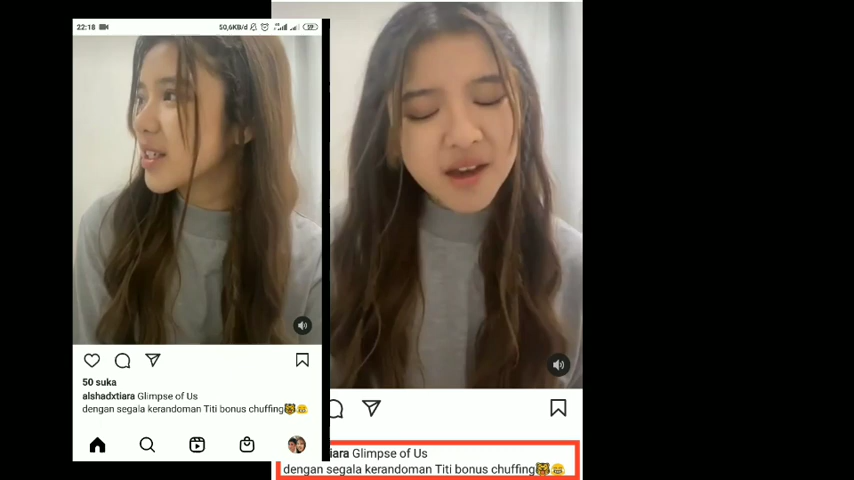 22:18
50,6KB/d
59
50 suka
alshadxtiara Glimpse of Us
dengan segala kerandoman Titi bonus chuffing🐯😂
iara Glimpse of Us
dengan segala kerandoman Titi bonus chuffing🐯😂